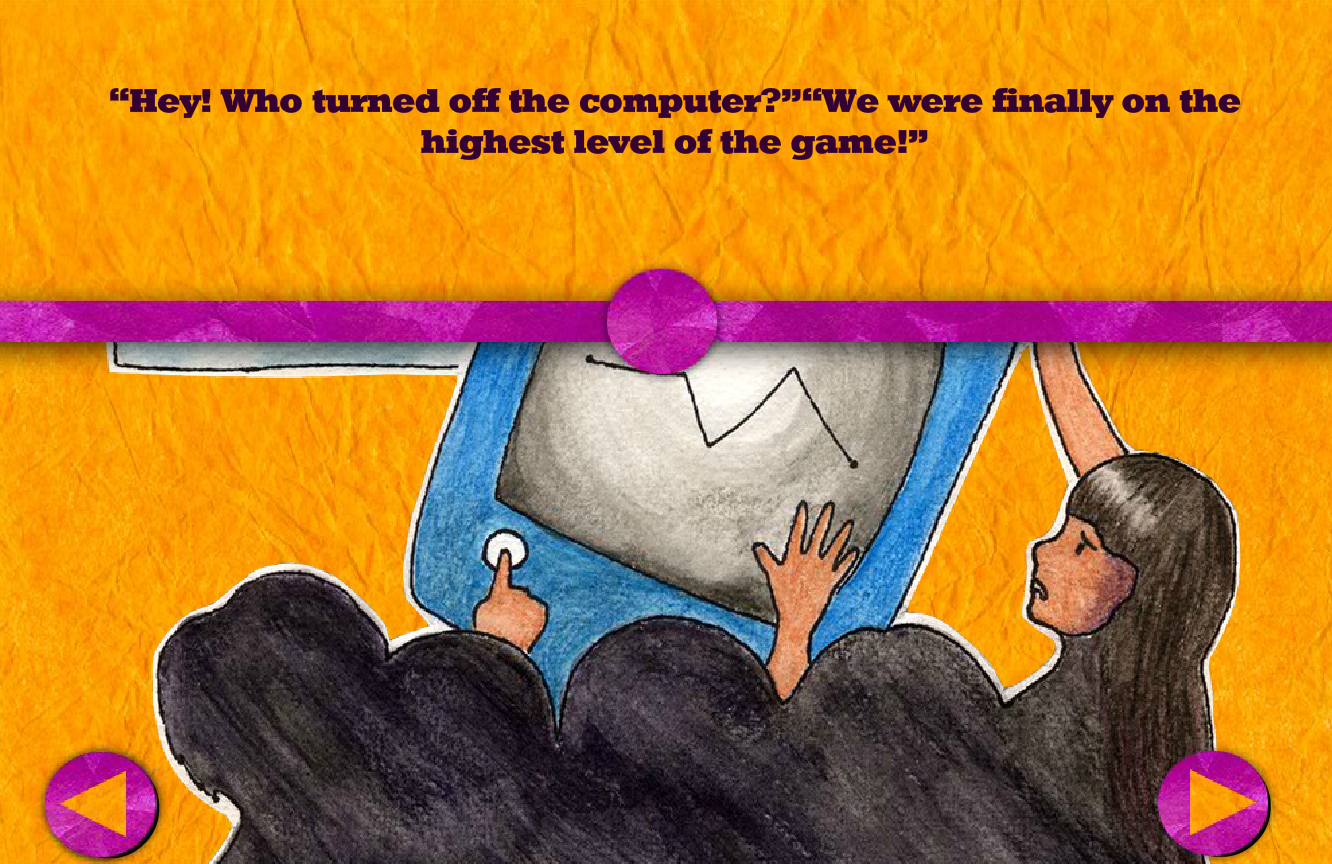 “Hey! Who turned off the computer?”“We were finally on the
highest level of the game!”